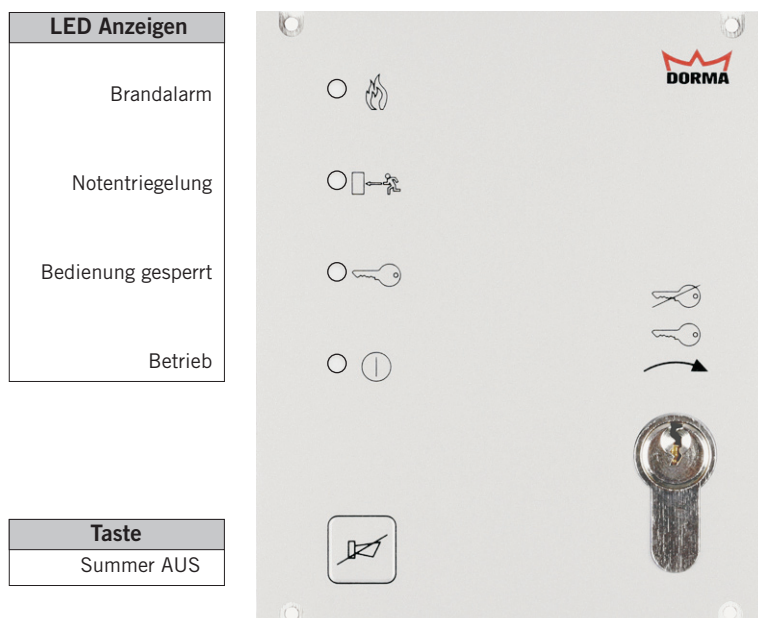 LED Anzeigen
Brandalarm
Notentriegelung
Bedienung gesperrt
Betrieb
Taste
Summer AUS
DORMA